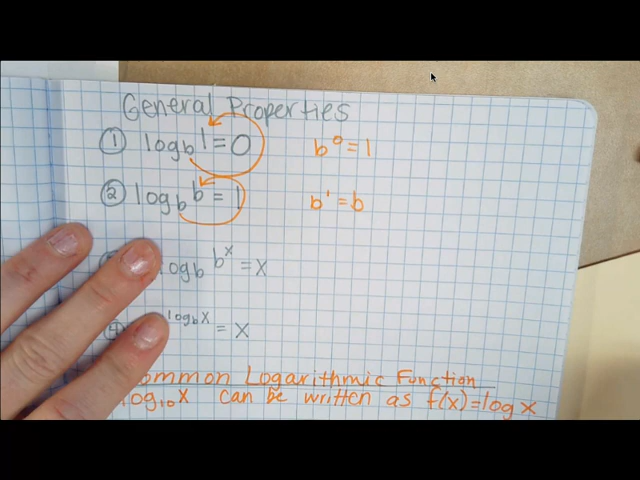 General Properties
① log_b 1 = 0 b⁰ = 1
② log_b b = 1 b¹ = b
log_b b^x = x
log_b x = x
ommon Logarithmic Function
log₁₀ x can be written as f(x) = log x